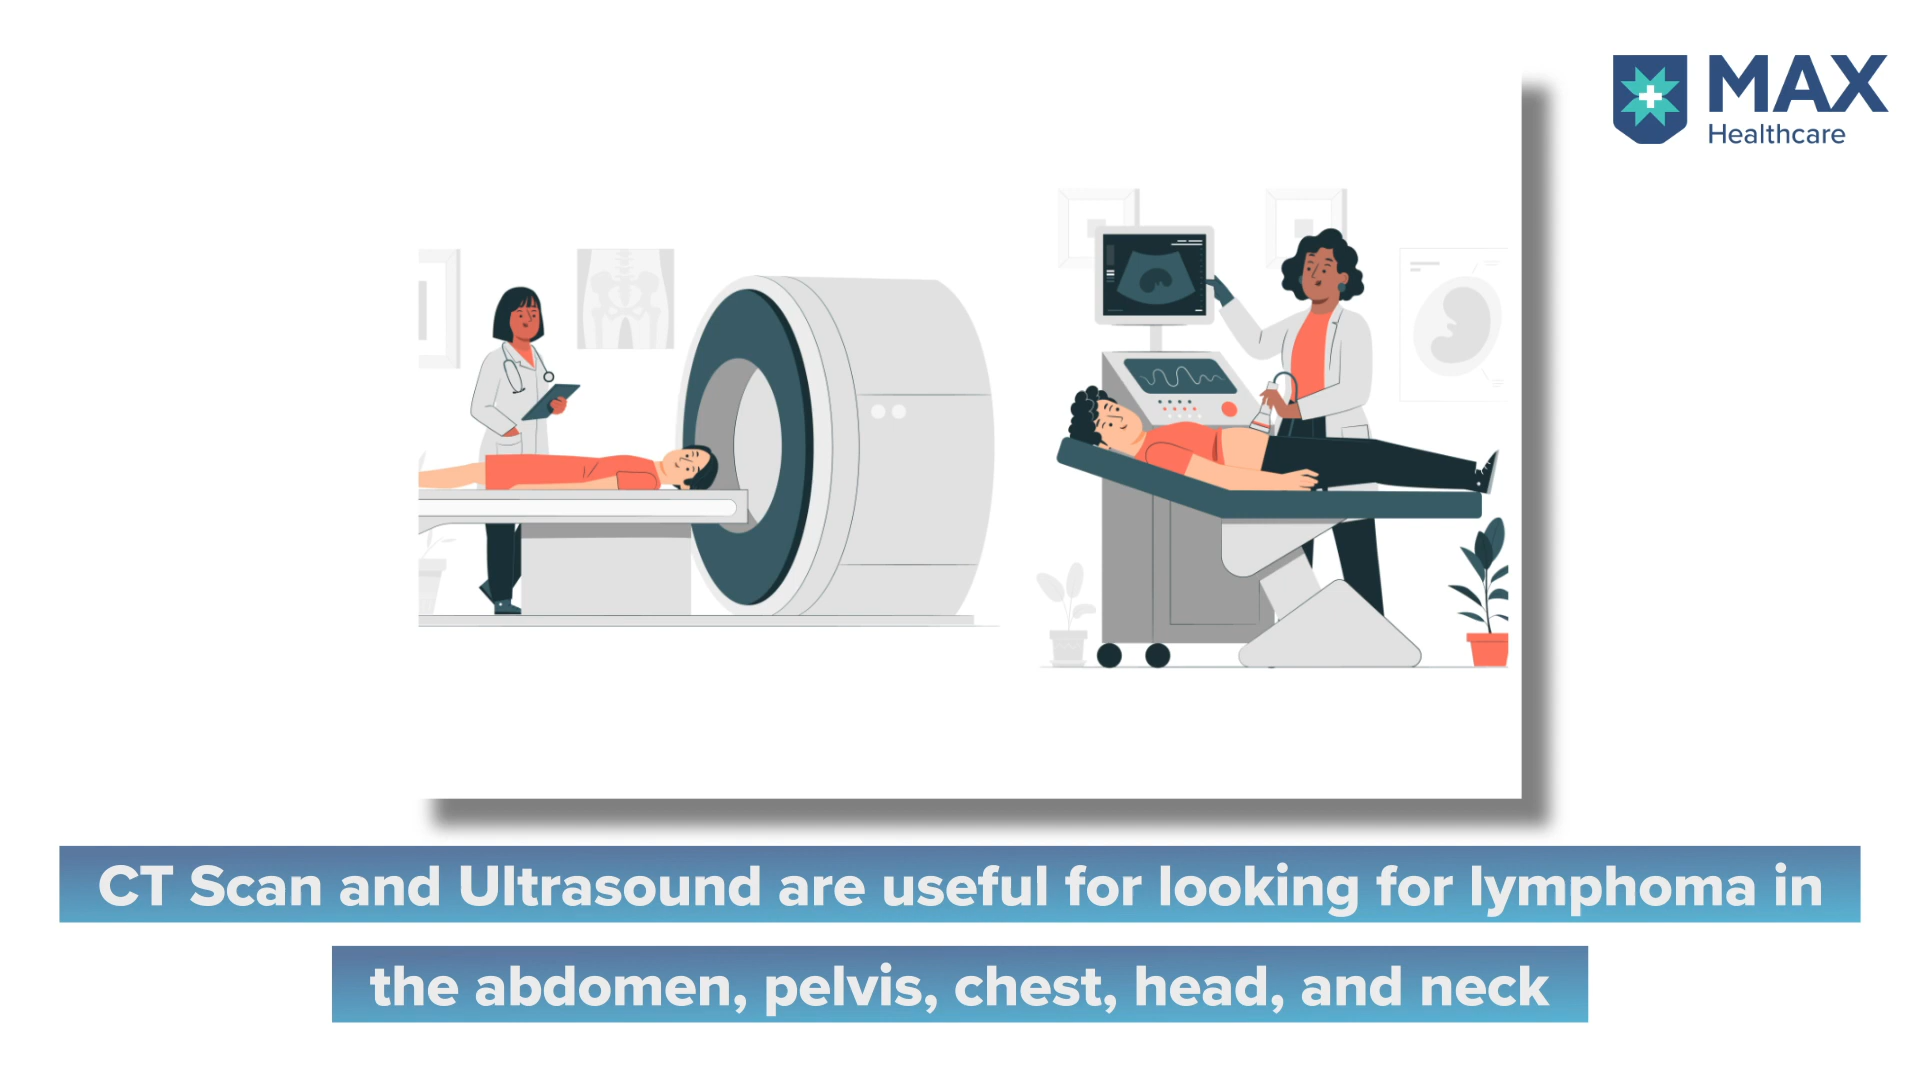 MAX
Healthcare
CT Scan and Ultrasound are useful for looking for lymphoma in
the abdomen, pelvis, chest, head, and neck